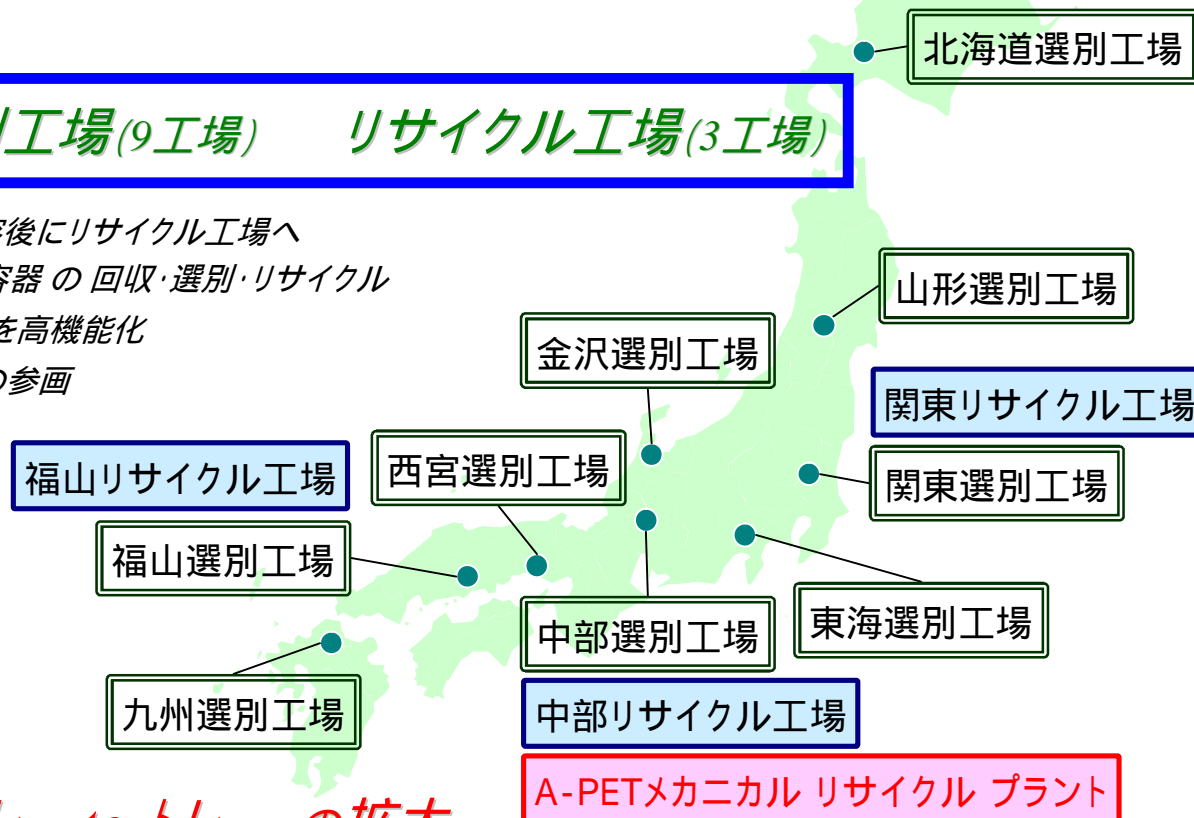 北海道選別工場
工場(9工場) リサイクル工場(3工場)
後にリサイクル工場へ
容器 の 回収・選別・リサイクル
を高機能化
参画
山形選別工場
金沢選別工場
関東リサイクル工場
西宮選別工場
福山リサイクル工場
関東選別工場
福山選別工場
東海選別工場
中部選別工場
九州選別工場
中部リサイクル工場
A-PETメカニカル リサイクル プラント
の拡大